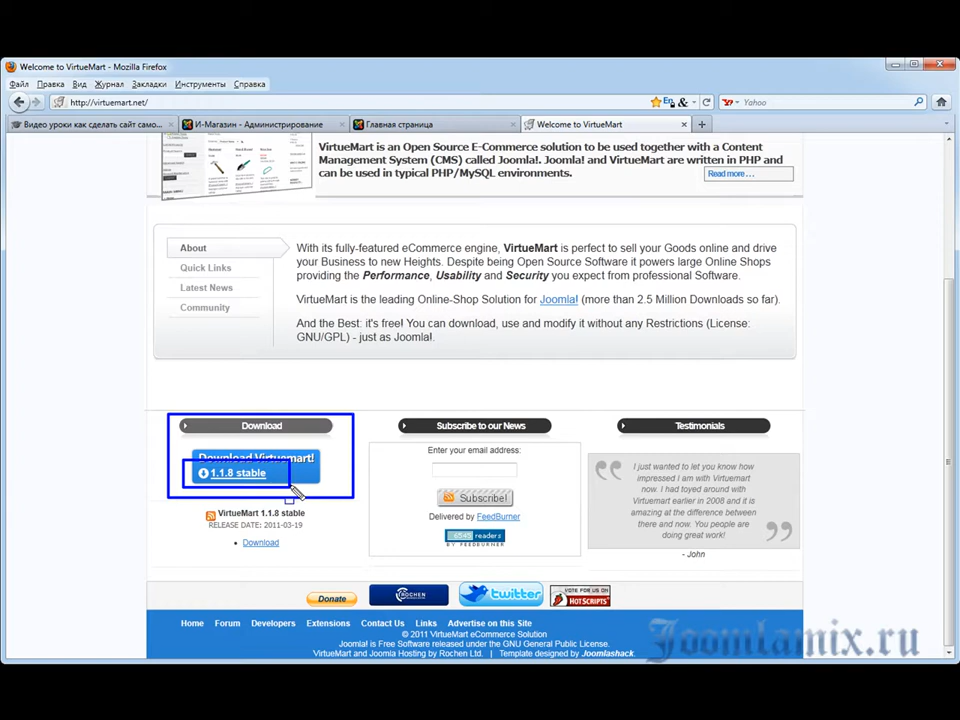 Welcome to VirtueMart - Mozilla Firefox
Файл Правка Вид Журнал Закладки Инструменты Справка
http://virtuemart.net/
Yahoo
Видео уроки как сделать сайт само...
И-Магазин - Администрирование
Главная страница
Welcome to VirtueMart
VirtueMart is an Open Source E-Commerce solution to be used together with a Content
Management System (CMS) called Joomla!. Joomla! and VirtueMart are written in PHP and
can be used in typical PHP/MySQL environments.
Read more ...
About
Quick Links
Latest News
Community
With its fully-featured eCommerce engine, VirtueMart is perfect to sell your Goods online and drive
your Business to new Heights. Despite being Open Source Software it powers large Online Shops
providing the Performance, Usability and Security you expect from professional Software.
VirtueMart is the leading Online-Shop Solution for Joomla! (more than 2.5 Million Downloads so far).
And the Best: it's free! You can download, use and modify it without any Restrictions (License:
GNU/GPL) - just as Joomla!.
Download
Download Virtuemart!
1.1.8 stable
VirtueMart 1.1.8 stable
RELEASE DATE: 2011-03-19
Download
Subscribe to our News
Enter your email address:
Subscribe!
Delivered by FeedBurner
readers
BY FEEDBURNER
Testimonials
I just wanted to let you know how
impressed I am with Virtuemart
now. I had toyed around with
Virtuemart earlier in 2008 and it is
amazing at the difference between
there and now. You people are
doing great work!
- John
Donate
ROCHEN
twitter
VOTE FOR US ON
HOTSCRIPTS
Home Forum Developers Extensions Contact Us Links Advertise on this Site
© 2011 VirtueMart eCommerce Solution
Joomla! is Free Software released under the GNU General Public License.
VirtueMart and Joomla Hosting by Rochen Ltd. | Template designed by Joomlashack.
Joomlamix.ru